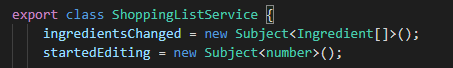 export class ShoppingListService {
ingredientsChanged = new Subject<Ingredient[]>();
startedEditing = new Subject<number>();